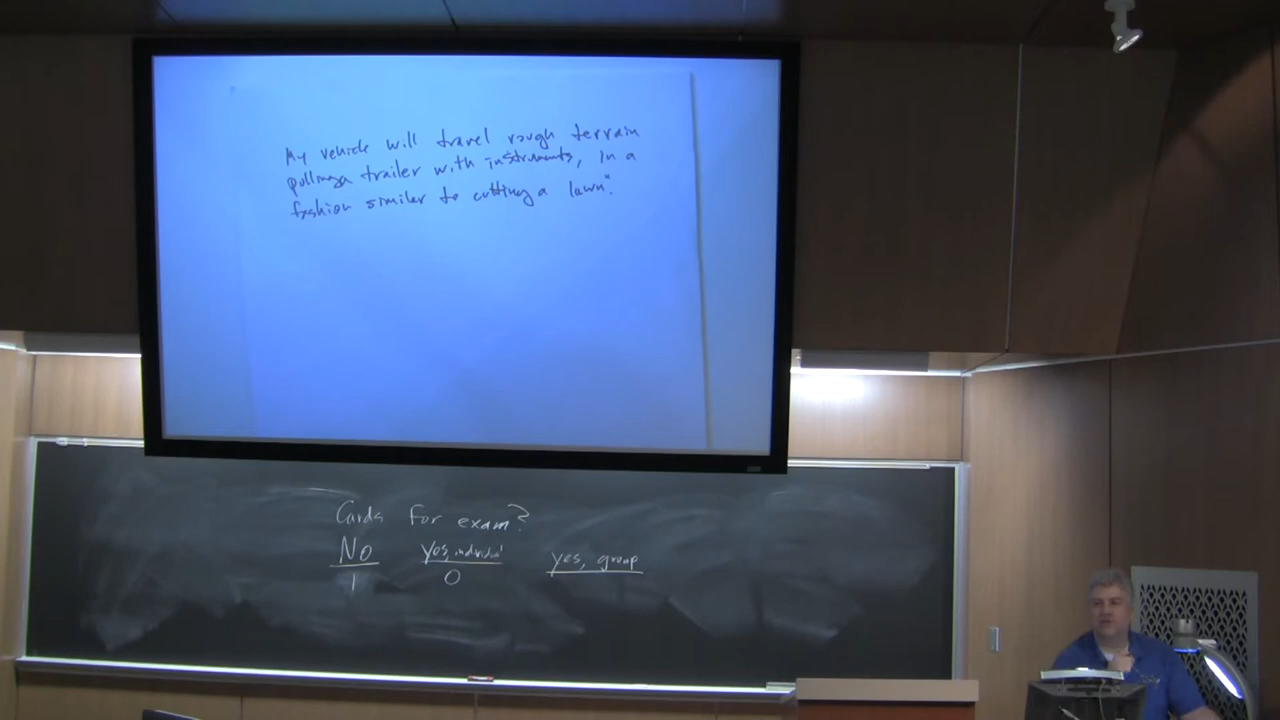 My vehicle will travel rough terrain
pulling a trailer with instruments, in a
fashion similar to cutting a lawn".
Cards for exam?
No yes, individual yes, group
1 0